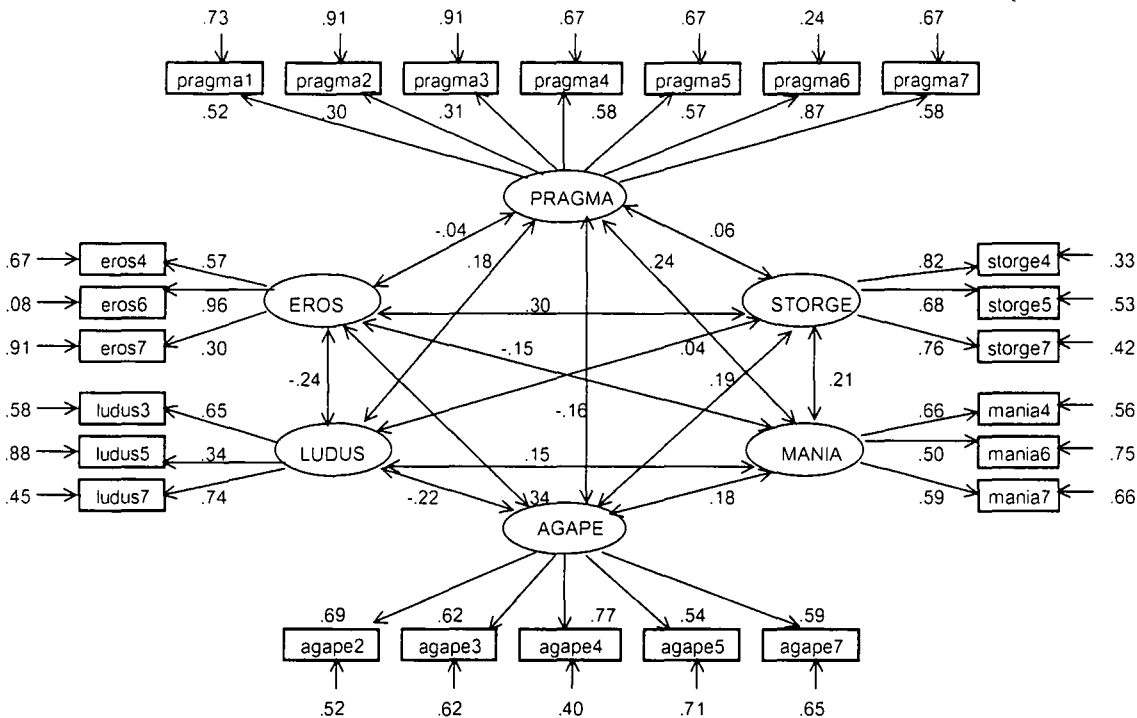 .73 .91 .91 .67 .67 .24 .67
pragma1 pragma2 pragma3 pragma4 pragma5 pragma6 pragma7
.52 .30 .31 .58 .57 .87 .58
PRAGMA
-.04 .06
.18 .24
.67 eros4 .57
.08 eros6 .96
.91 eros7 .30
EROS
STORGE
.82 storge4 .33
.68 storge5 .53
.76 storge7 .42
.30
-.15 .04
-.24 .19 .21
-.16
.58 ludus3 .65
.88 ludus5 .34
.45 ludus7 .74
LUDUS
MANIA
.66 mania4 .56
.50 mania6 .75
.59 mania7 .66
.15
-.22 .34 .18
AGAPE
.69 .62 .77 .54 .59
agape2 agape3 agape4 agape5 agape7
.52 .62 .40 .71 .65